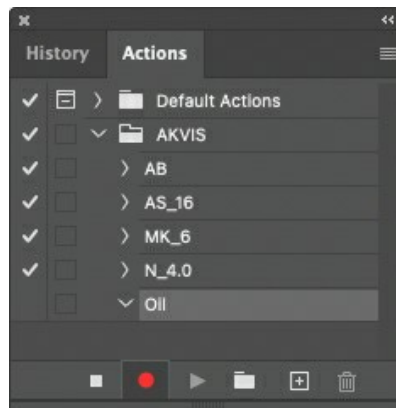 History Actions
Default Actions
AKVIS
AB
AS_16
MK_6
N_4.0
Oil